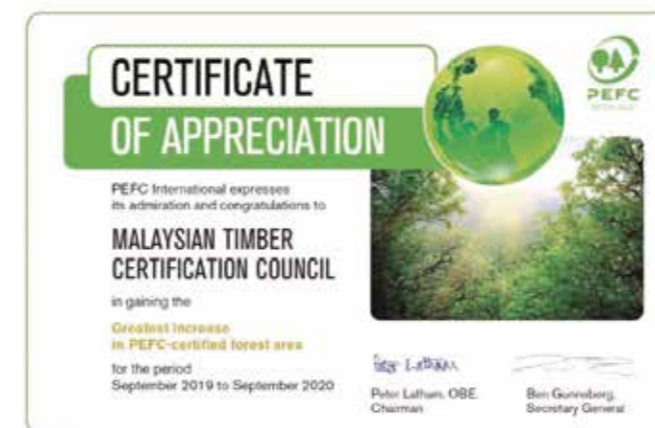 CERTIFICATE
OF APPRECIATION
PEFC
PEFC International expresses
its admiration and congratulations to
MALAYSIAN TIMBER
CERTIFICATION COUNCIL
in gaining the
Greatest increase
in PEFC-certified forest area
for the period
September 2019 to September 2020
Peter Latham, OBE.
Chairman
Ben Gunneberg,
Secretary General